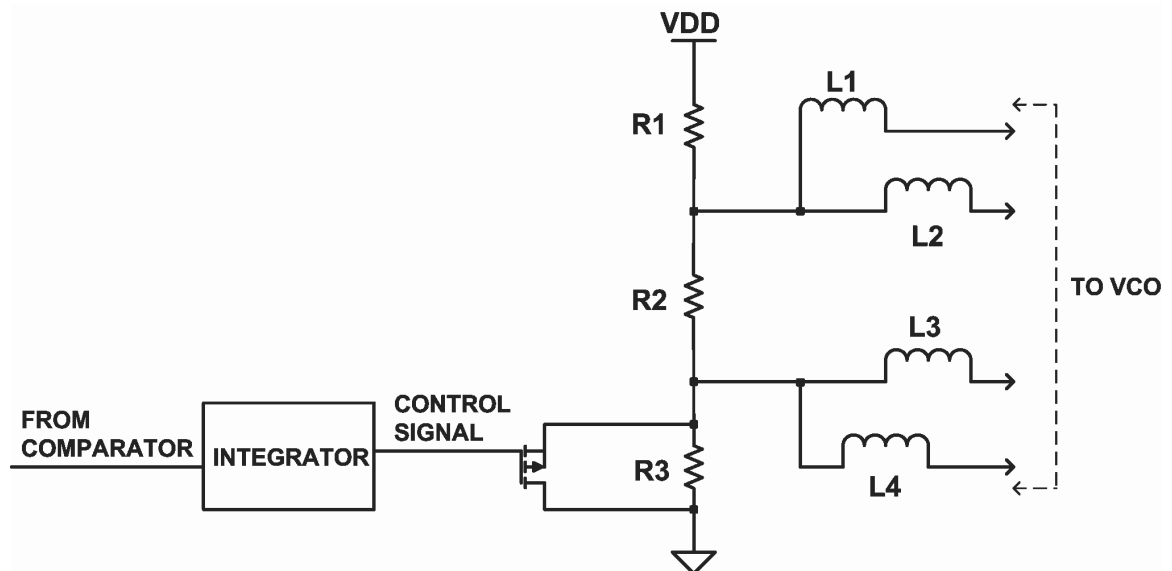 VDD
L1
R1
L2
R2
TO VCO
L3
FROM
COMPARATOR
INTEGRATOR
CONTROL
SIGNAL
R3
L4